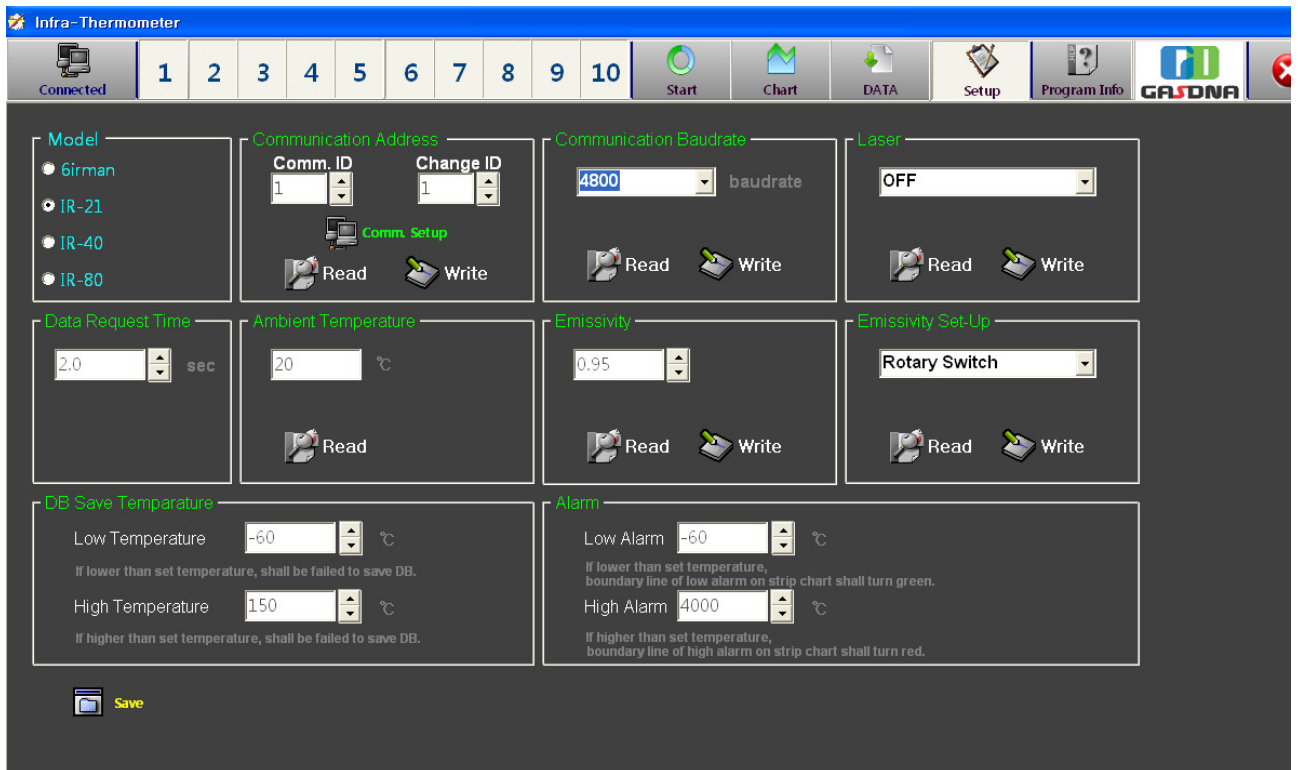 Infra-Thermometer
Connected 1 2 3 4 5 6 7 8 9 10 Start Chart DATA Setup Program Info GASDNA
Model
6irman
IR-21
IR-40
IR-80
Communication Address
Comm. ID Change ID
1 1
Comm. Setup
Read Write
Communication Baudrate
4800 baudrate
Read Write
Laser
OFF
Read Write
Data Request Time
2.0 sec
Ambient Temperature
20 ℃
Read
Emissivity
0.95
Read Write
Emissivity Set-Up
Rotary Switch
Read Write
DB Save Temparature
Low Temperature -60 ℃
If lower than set temperature, shall be failed to save DB.
High Temperature 150 ℃
If higher than set temperature, shall be failed to save DB.
Alarm
Low Alarm -60 ℃
If lower than set temperature,
boundary line of low alarm on strip chart shall turn green.
High Alarm 4000 ℃
If higher than set temperature,
boundary line of high alarm on strip chart shall turn red.
Save